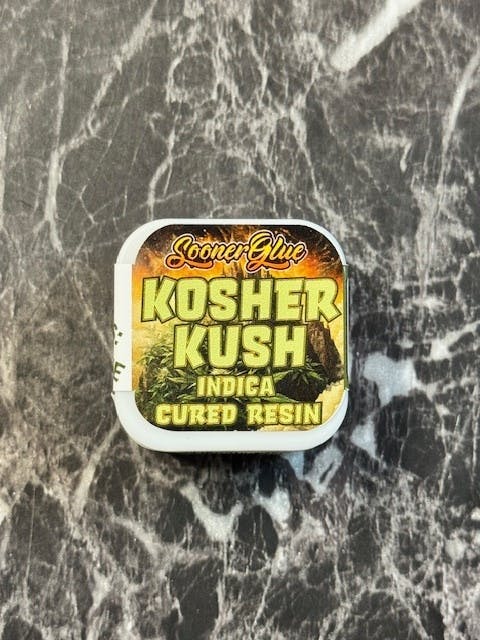 SoonerGlue
KOSHER
KUSH
INDICA
CURED RESIN